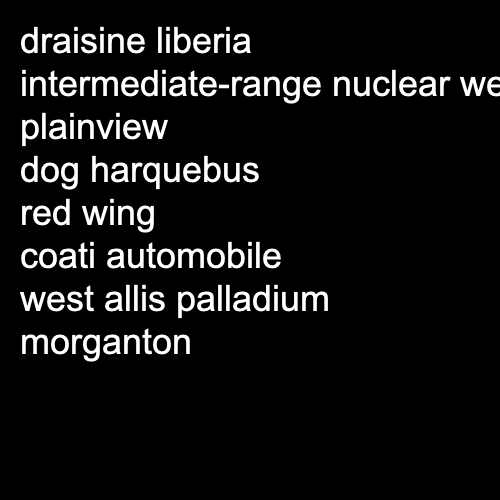 draisine liberia
intermediate-range nuclear we
plainview
dog harquebus
red wing
coati automobile
west allis palladium
morganton